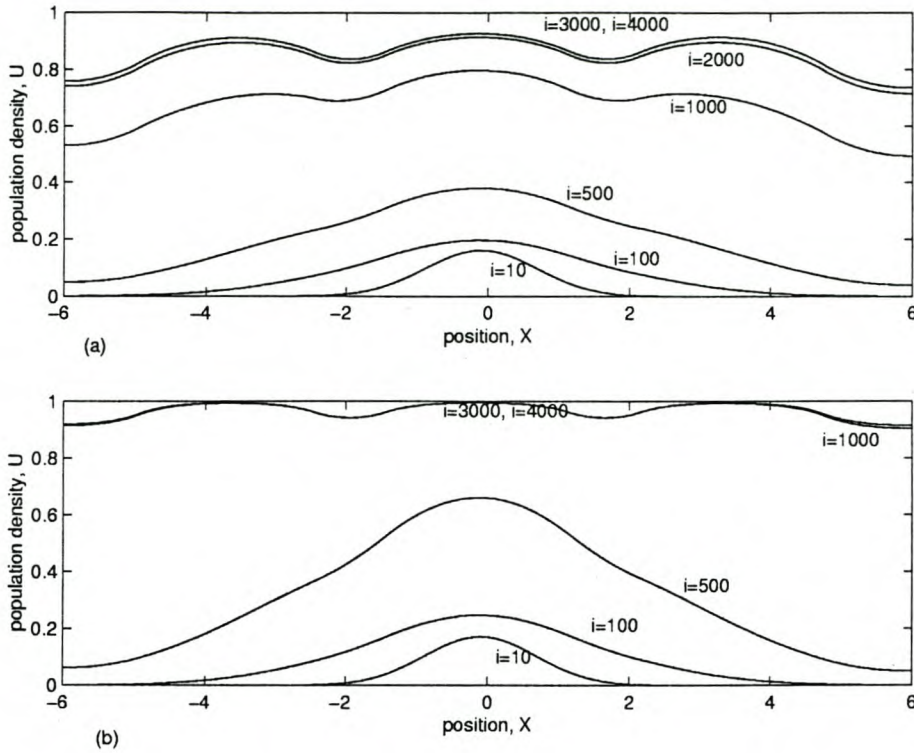 1
i=3000, i=4000
0.8
i=2000
i=1000
0.6
population density, U
0.4
i=500
0.2
i=100
i=10
0
−6 −4 −2 0 2 4 6
position, X
(a)
1
i=3000, i=4000
i=1000
0.8
population density, U
0.6
0.4
i=500
0.2
i=100
i=10
0
−6 −4 −2 0 2 4 6
position, X
(b)